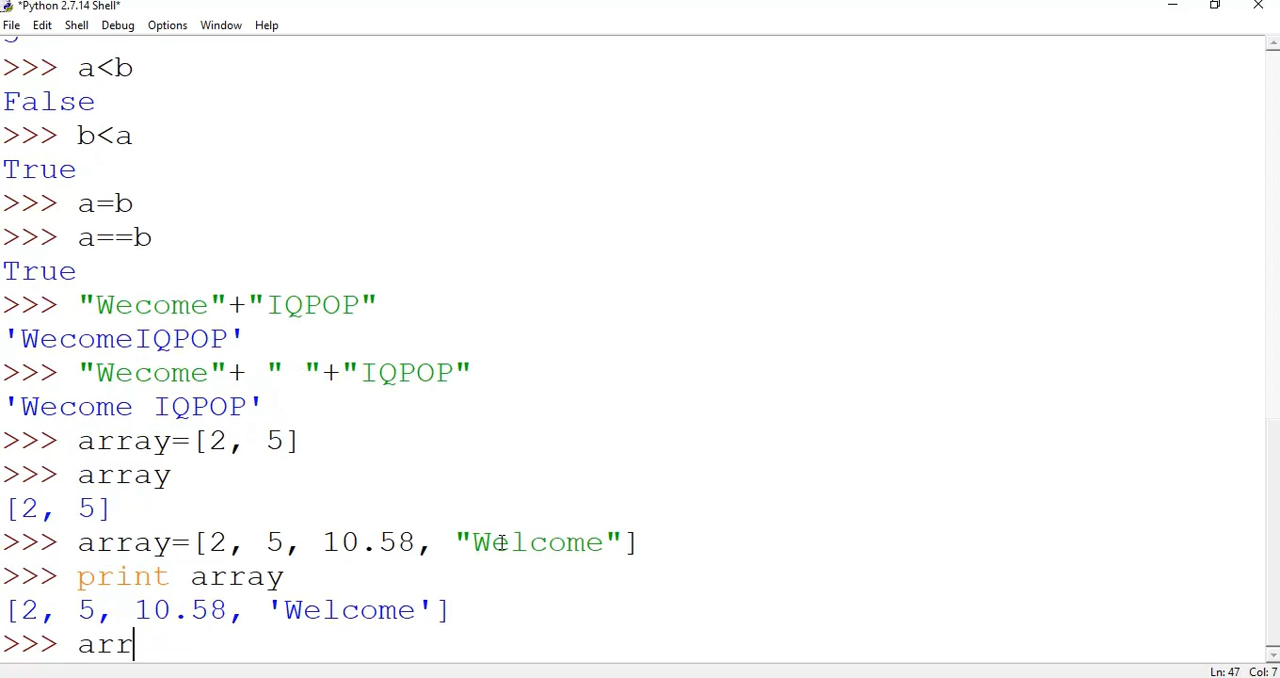 *Python 2.7.14 Shell*
File Edit Shell Debug Options Window Help
>>> a<b
False
>>> b<a
True
>>> a=b
>>> a==b
True
>>> "Wecome"+"IQPOP"
'WecomeIQPOP'
>>> "Wecome"+ " "+"IQPOP"
'Wecome IQPOP'
>>> array=[2, 5]
>>> array
[2, 5]
>>> array=[2, 5, 10.58, "Welcome"]
>>> print array
[2, 5, 10.58, 'Welcome']
>>> arr
Ln: 47 Col: 7